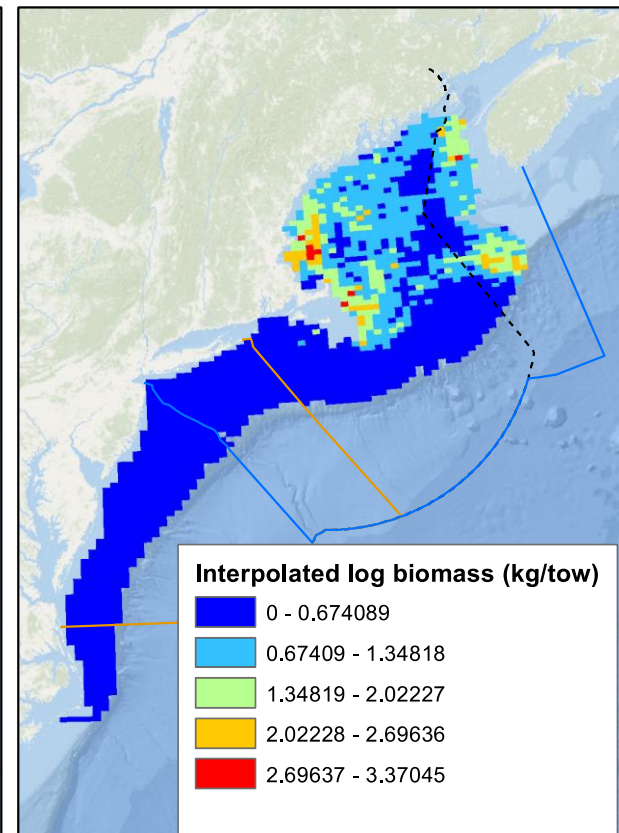 Interpolated log biomass (kg/tow)
0 - 0.674089
0.67409 - 1.34818
1.34819 - 2.02227
2.02228 - 2.69636
2.69637 - 3.37045